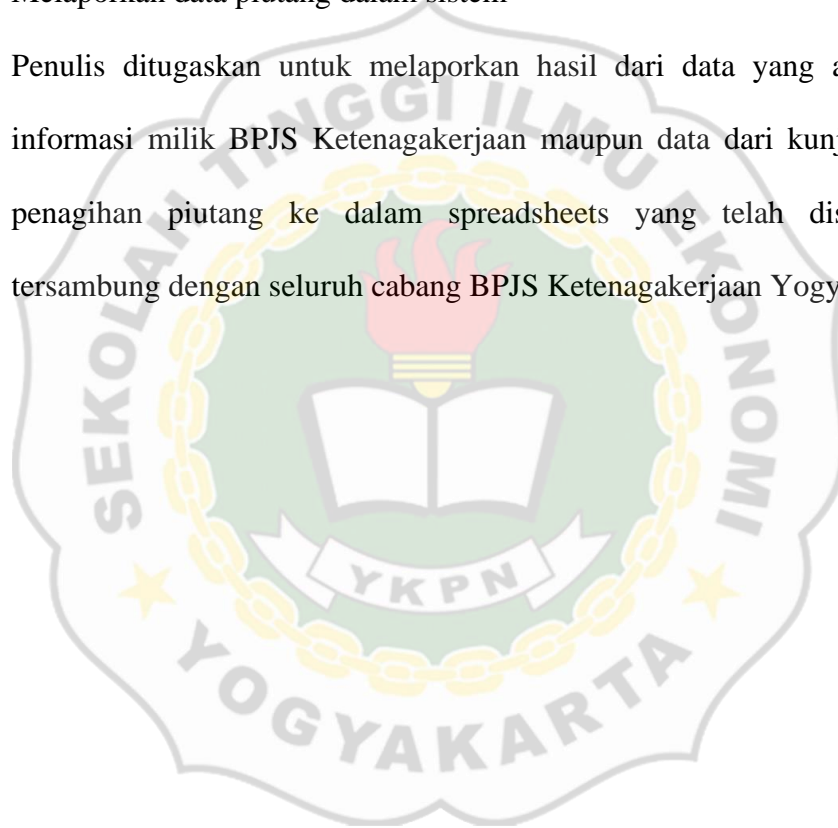 Melaporkan data piutang dalam sistem
Penulis ditugaskan untuk melaporkan hasil dari data yang
informasi milik BPJS Ketenagakerjaan maupun data dari
penagihan piutang ke dalam spreadsheets yang telah
tersambung dengan seluruh cabang BPJS Ketenagakerjaan
SEKOLAH TINGGI ILMU EKONOMI
YKPN
YOGYAKARTA